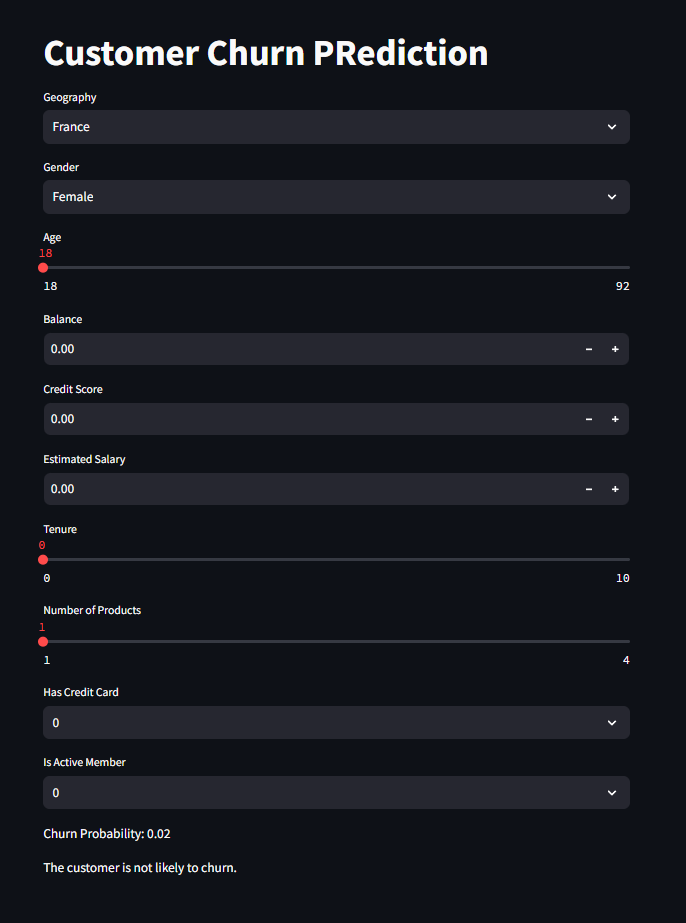 Customer Churn PRediction
Geography
France
Gender
Female
Age
18
18 92
Balance
0.00
Credit Score
0.00
Estimated Salary
0.00
Tenure
0
0 10
Number of Products
1
1 4
Has Credit Card
0
Is Active Member
0
Churn Probability: 0.02
The customer is not likely to churn.